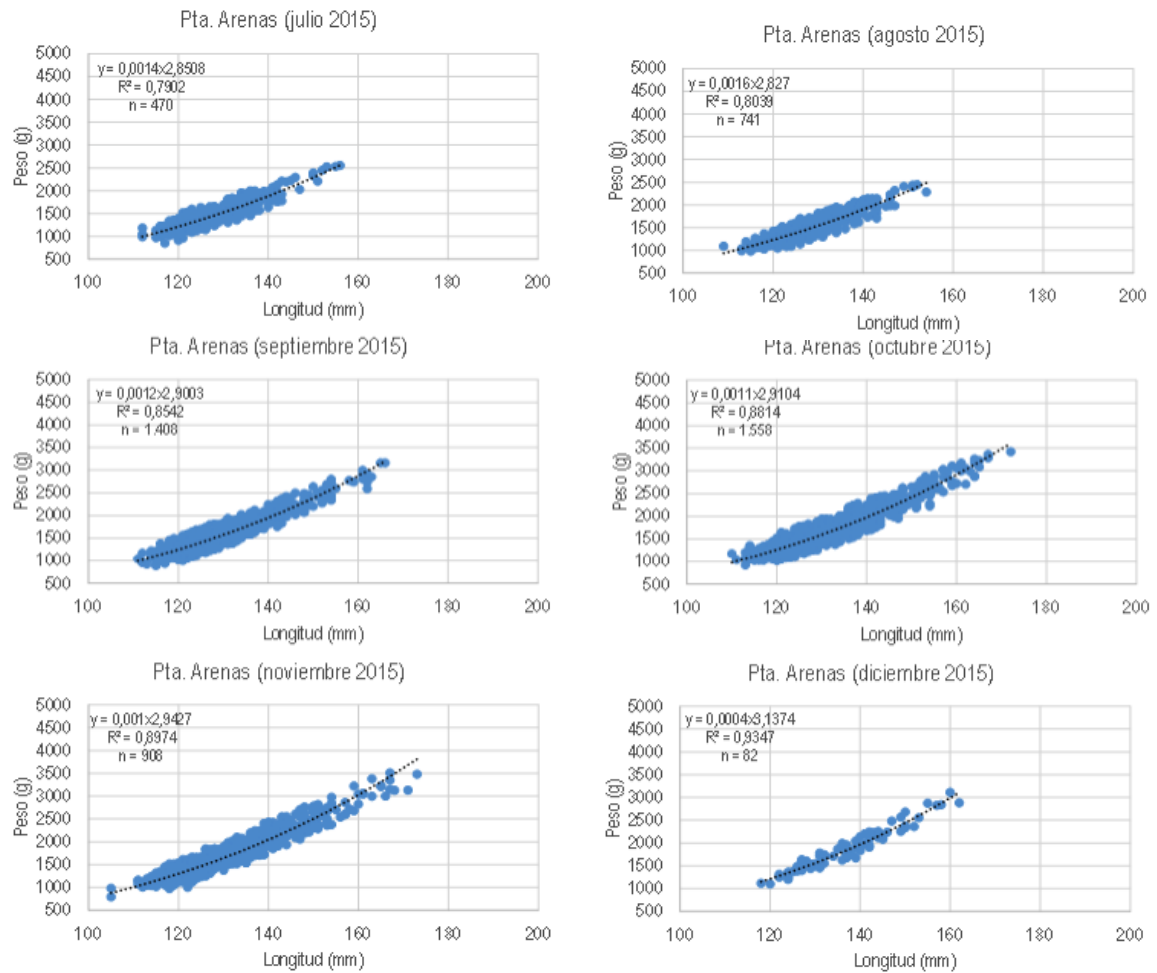 Pta. Arenas (julio 2015)
y = 0,0014x2,8508
R² = 0,7902
n = 470
Peso (g)
5000
4500
4000
3500
3000
2500
2000
1500
1000
500
100 120 140 160 180 200
Longitud (mm)
Pta. Arenas (agosto 2015)
y = 0,0016x2,827
R² = 0,8039
n = 741
Peso (g)
5000
4500
4000
3500
3000
2500
2000
1500
1000
500
100 120 140 160 180 200
Longitud (mm)
Pta. Arenas (septiembre 2015)
y = 0,0012x2,9003
R² = 0,8542
n = 1.408
Peso (g)
5000
4500
4000
3500
3000
2500
2000
1500
1000
500
100 120 140 160 180 200
Longitud (mm)
Pta. Arenas (octubre 2015)
y = 0,0011x2,9104
R² = 0,8814
n = 1.558
Peso (g)
5000
4500
4000
3500
3000
2500
2000
1500
1000
500
100 120 140 160 180 200
Longitud (mm)
Pta. Arenas (noviembre 2015)
y = 0,001x2,9427
R² = 0,8974
n = 908
Peso (g)
5000
4500
4000
3500
3000
2500
2000
1500
1000
500
100 120 140 160 180 200
Longitud (mm)
Pta. Arenas (diciembre 2015)
y = 0,0004x3,1374
R² = 0,9347
n = 82
Peso (g)
5000
4500
4000
3500
3000
2500
2000
1500
1000
500
100 120 140 160 180 200
Longitud (mm)